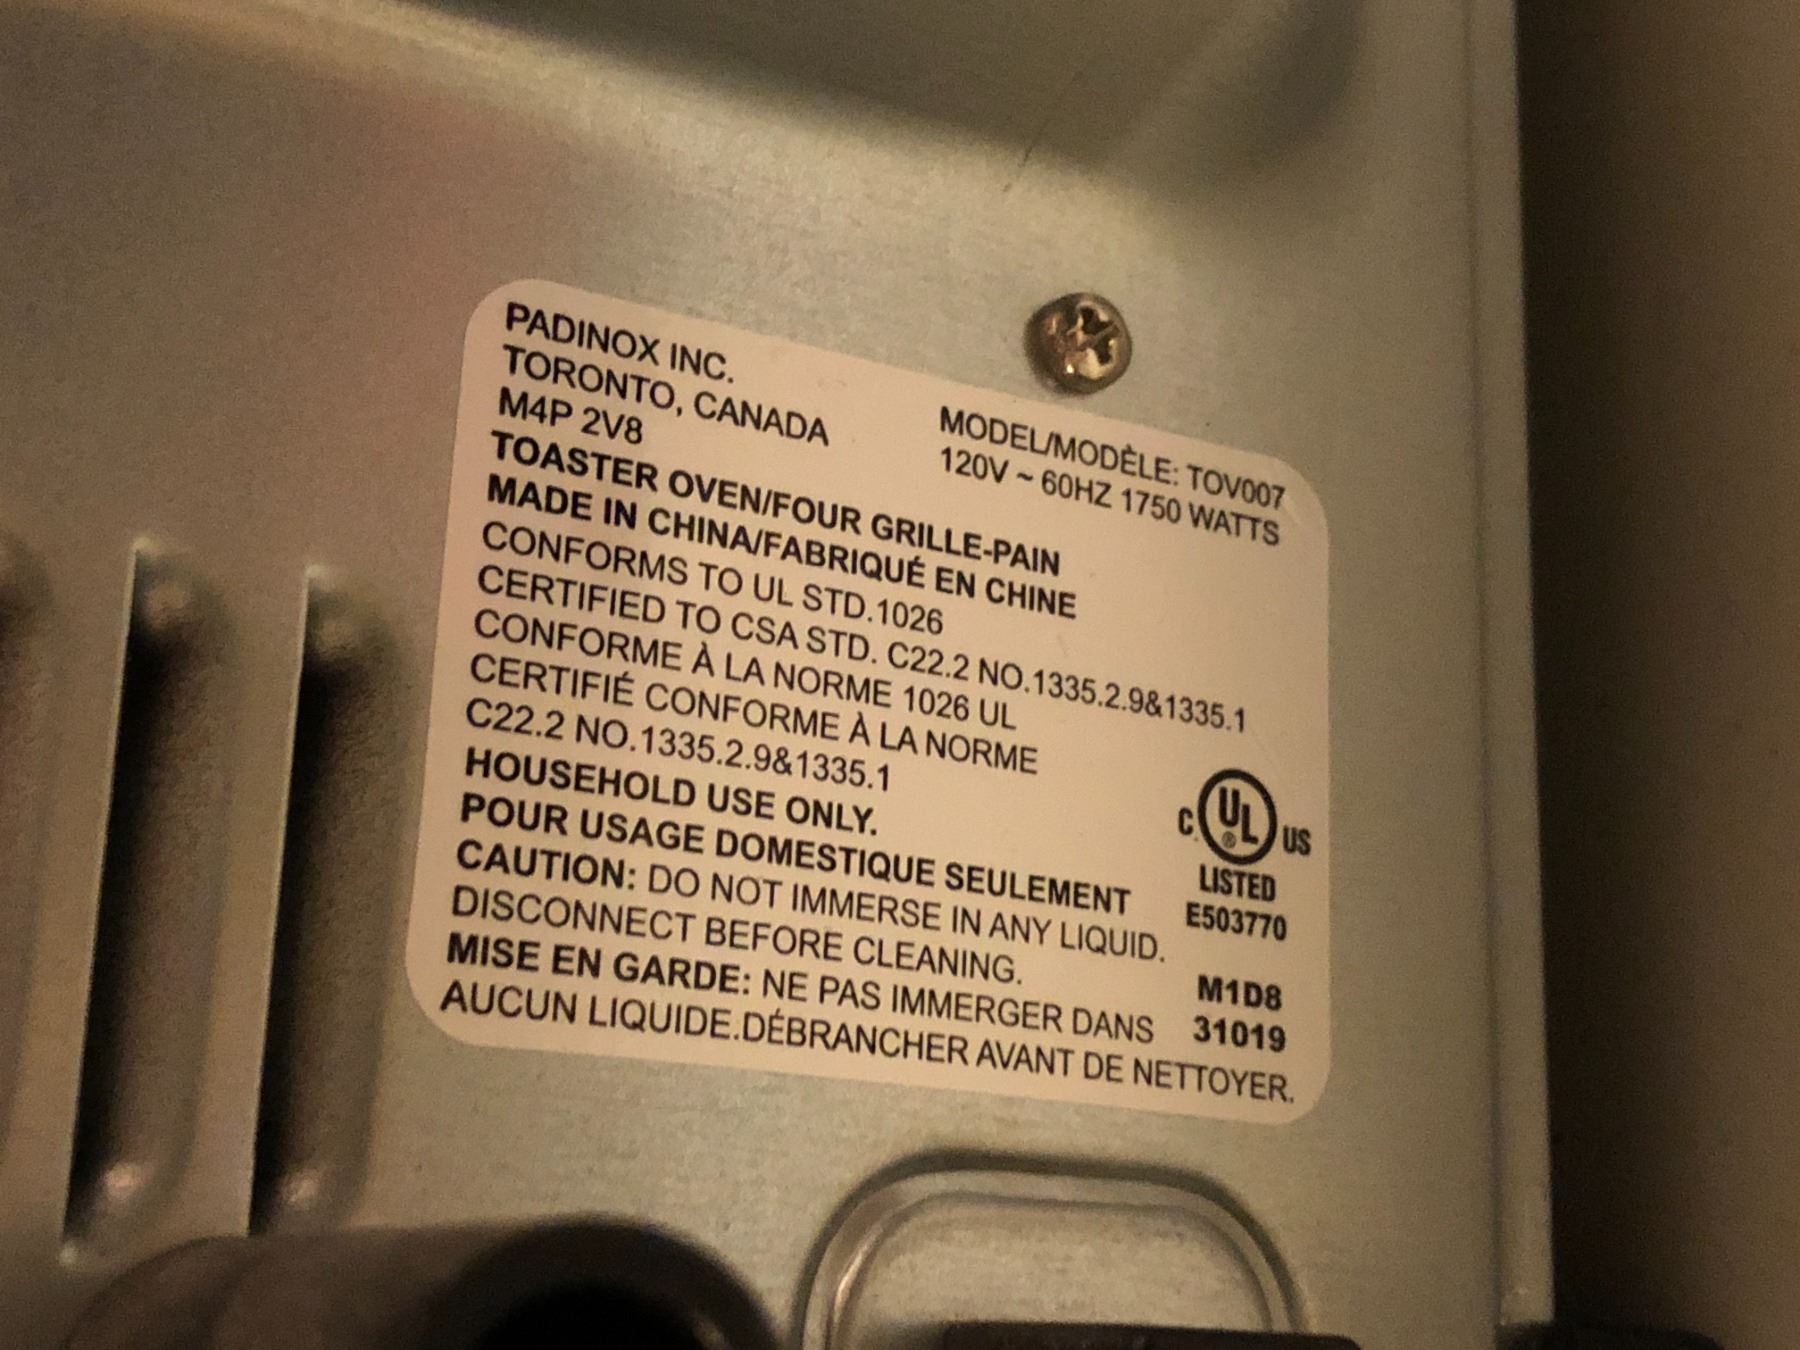 PADINOX INC.
TORONTO, CANADA
M4P 2V8
MODEL/MODÈLE: TOV007
120V ~ 60HZ 1750 WATTS
TOASTER OVEN/FOUR GRILLE-PAIN
MADE IN CHINA/FABRIQUÉ EN CHINE
CONFORMS TO UL STD.1026
CERTIFIED TO CSA STD. C22.2 NO.1335.2.9&1335.1
CONFORME À LA NORME 1026 UL
CERTIFIÉ CONFORME À LA NORME
C22.2 NO.1335.2.9&1335.1
HOUSEHOLD USE ONLY.
POUR USAGE DOMESTIQUE SEULEMENT
CAUTION: DO NOT IMMERSE IN ANY LIQUID.
DISCONNECT BEFORE CLEANING.
MISE EN GARDE: NE PAS IMMERGER DANS
AUCUN LIQUIDE.DÉBRANCHER AVANT DE NETTOYER.
C UL ® US
LISTED
E503770
M1D8
31019